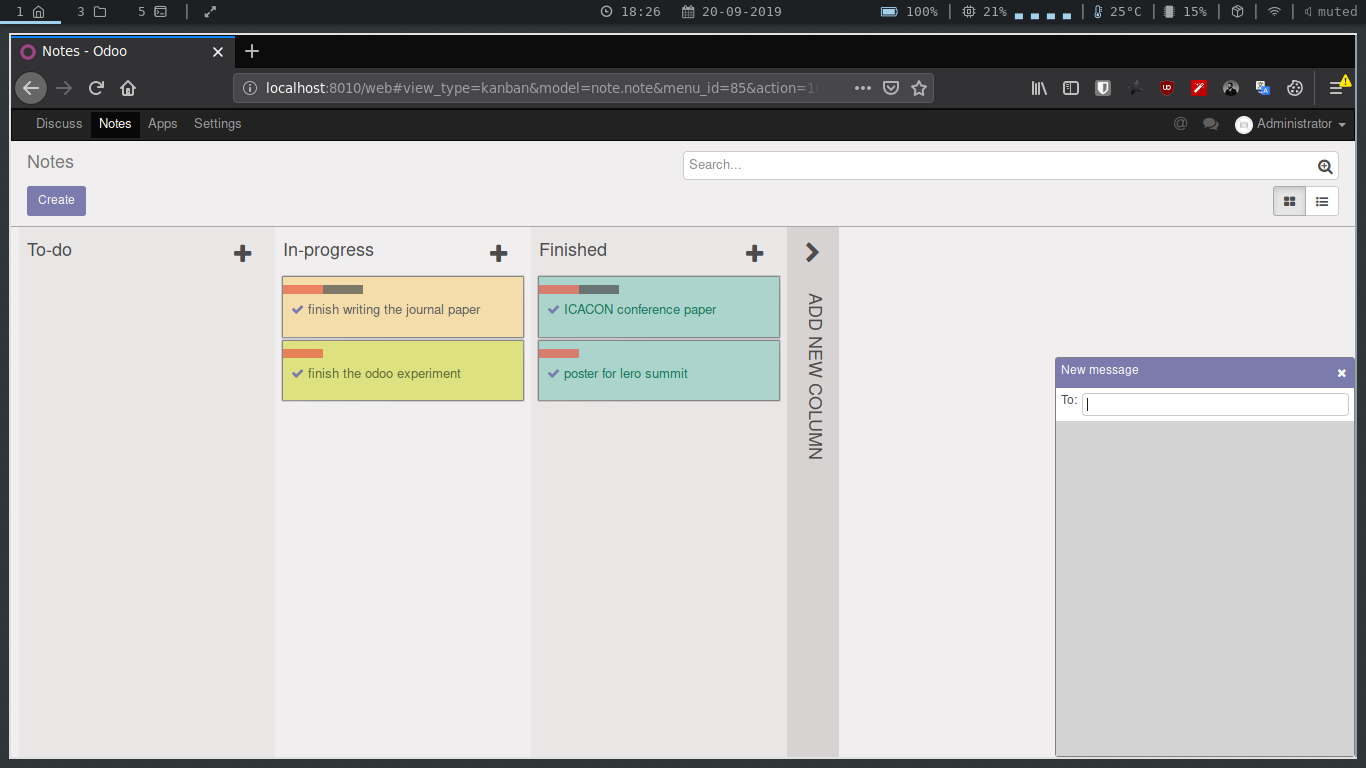 1 3 5 18:26 20-09-2019 100% 21% 25°C 15% muted
Notes - Odoo
localhost:8010/web#view_type=kanban&model=note.note&menu_id=85&action=1
Discuss Notes Apps Settings Administrator
Notes
Search...
Create
To-do In-progress Finished
finish writing the journal paper
finish the odoo experiment
ICACON conference paper
poster for lero summit
ADD NEW COLUMN
New message
To: